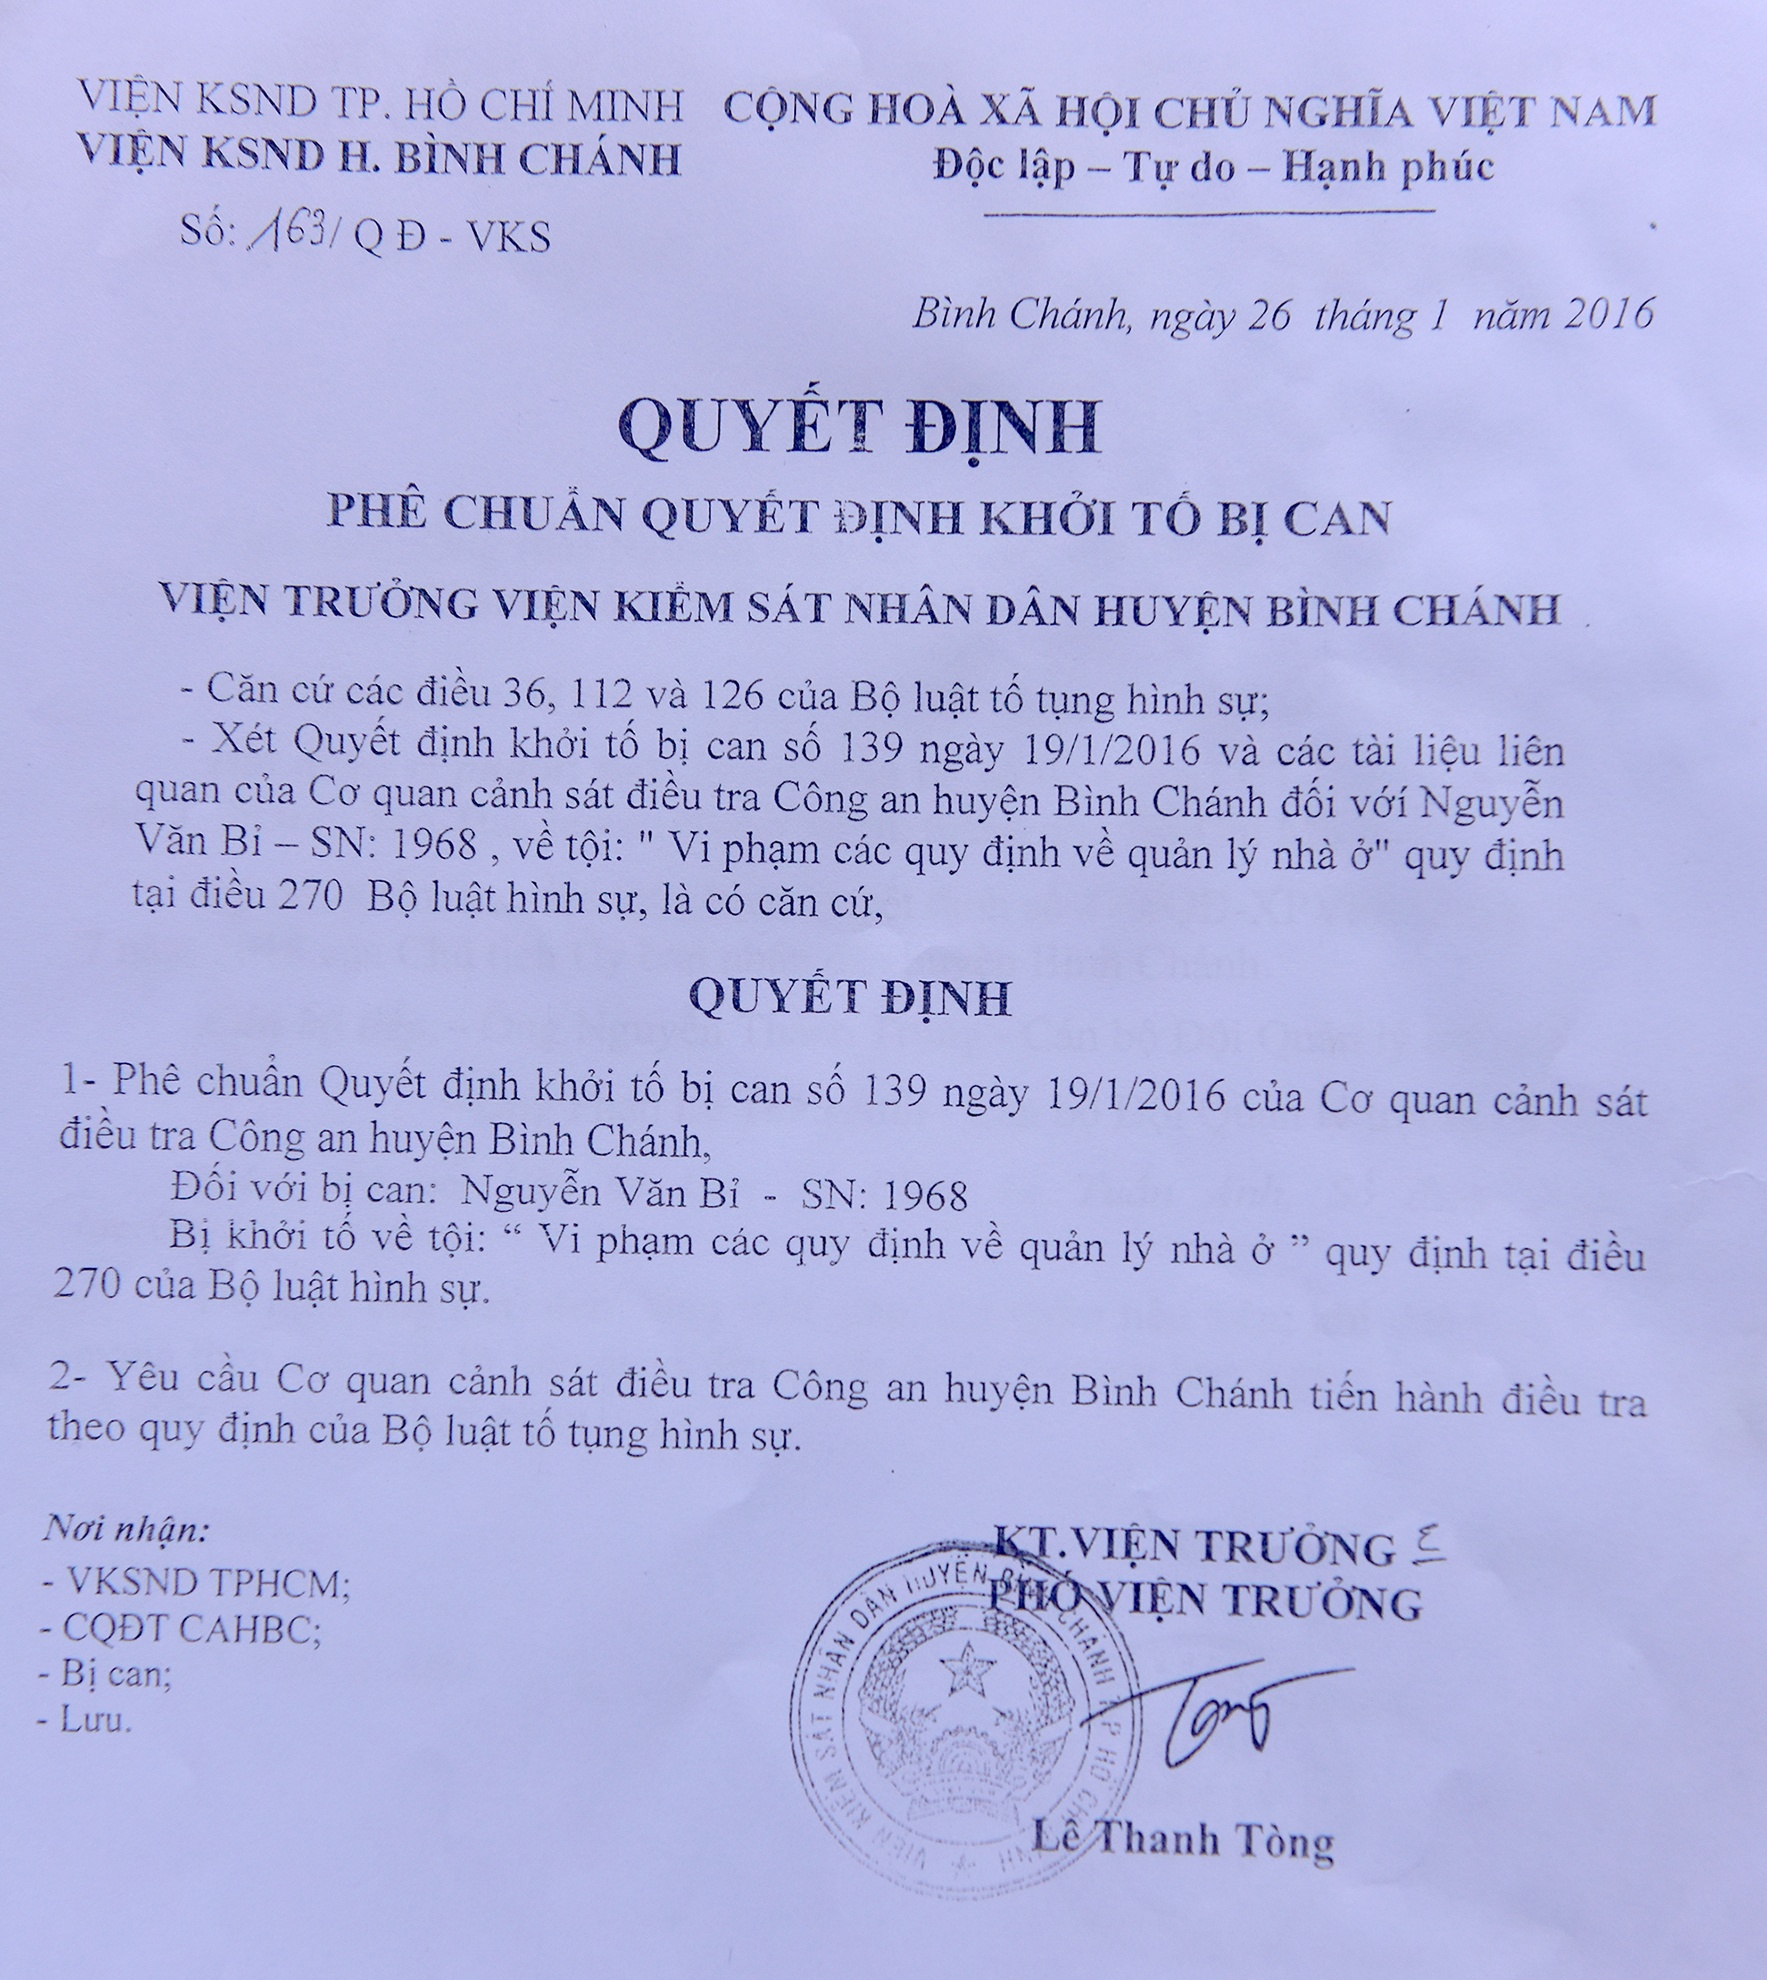 VIỆN KSND TP. HỒ CHÍ MINH
VIỆN KSND H. BÌNH CHÁNH
Số: 163/ Q Đ - VKS
CỘNG HOÀ XÃ HỘI CHỦ NGHĨA VIỆT NAM
Độc lập – Tự do – Hạnh phúc
Bình Chánh, ngày 26 tháng 1 năm 2016
QUYẾT ĐỊNH
PHÊ CHUẨN QUYẾT ĐỊNH KHỞI TỐ BỊ CAN
VIỆN TRƯỞNG VIỆN KIỂM SÁT NHÂN DÂN HUYỆN BÌNH CHÁNH
- Căn cứ các điều 36, 112 và 126 của Bộ luật tố tụng hình sự;
- Xét Quyết định khởi tố bị can số 139 ngày 19/1/2016 và các tài liệu liên
quan của Cơ quan cảnh sát điều tra Công an huyện Bình Chánh đối với Nguyễn
Văn Bỉ – SN: 1968 , về tội: " Vi phạm các quy định về quản lý nhà ở" quy định
tại điều 270 Bộ luật hình sự, là có căn cứ,
QUYẾT ĐỊNH
1- Phê chuẩn Quyết định khởi tố bị can số 139 ngày 19/1/2016 của Cơ quan cảnh sát
điều tra Công an huyện Bình Chánh,
Đối với bị can: Nguyễn Văn Bỉ - SN: 1968
Bị khởi tố về tội: “ Vi phạm các quy định về quản lý nhà ở ” quy định tại điều
270 của Bộ luật hình sự.
2- Yêu cầu Cơ quan cảnh sát điều tra Công an huyện Bình Chánh tiến hành điều tra
theo quy định của Bộ luật tố tụng hình sự.
Nơi nhận:
- VKSND TPHCM;
- CQĐT CAHBC;
- Bị can;
- Lưu.
KT.VIỆN TRƯỞNG
PHÓ VIỆN TRƯỞNG
VIỆN KIỂM SÁT NHÂN DÂN HUYỆN BÌNH CHÁNH T.P HỒ CHÍ MINH
Tòng
Lê Thanh Tòng